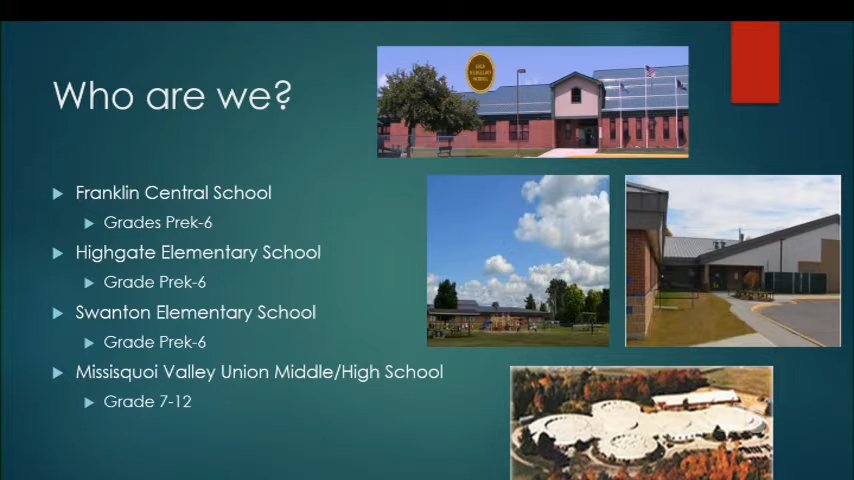 Who are we?
Franklin Central School
Grades Prek-6
Highgate Elementary School
Grade Prek-6
Swanton Elementary School
Grade Prek-6
Missisquoi Valley Union Middle/High School
Grade 7-12